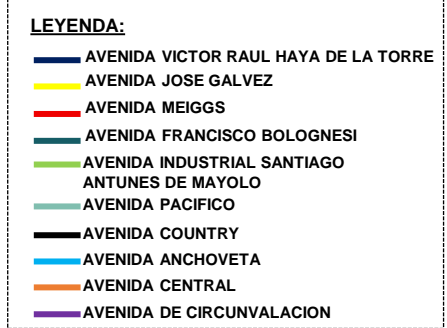 LEYENDA:
AVENIDA VICTOR RAUL HAYA DE LA TORRE
AVENIDA JOSE GALVEZ
AVENIDA MEIGGS
AVENIDA FRANCISCO BOLOGNESI
AVENIDA INDUSTRIAL SANTIAGO
ANTUNES DE MAYOLO
AVENIDA PACIFICO
AVENIDA COUNTRY
AVENIDA ANCHOVETA
AVENIDA CENTRAL
AVENIDA DE CIRCUNVALACION